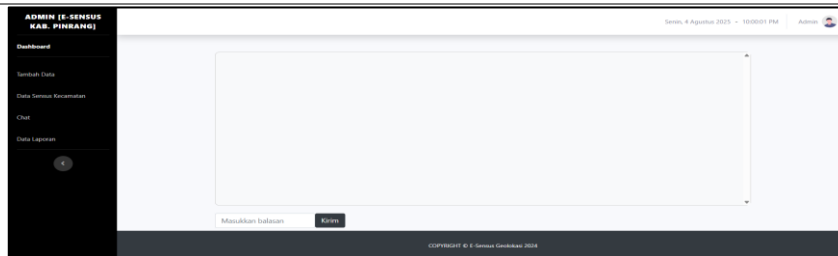 ADMIN [E-SENSUS
KAB. PINRANG]
Senin, 4 Agustus 2025 - 10:00:01 PM
Admin
Dashboard
Tambah Data
Data Sensus Kecamatan
Chat
Data Laporan
Masukkan balasan
Kirim
COPYRIGHT © E-Sensus Geolokasi 2024